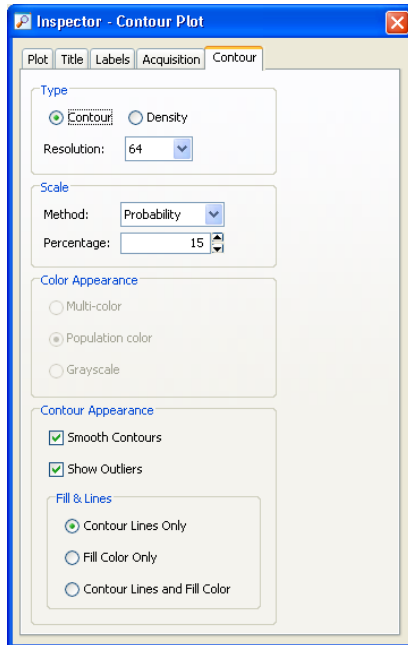 Inspector - Contour Plot
Plot Title Labels Acquisition Contour
Type
Contour Density
Resolution: 64
Scale
Method: Probability
Percentage: 15
Color Appearance
Multi-color
Population color
Grayscale
Contour Appearance
Smooth Contours
Show Outliers
Fill & Lines
Contour Lines Only
Fill Color Only
Contour Lines and Fill Color